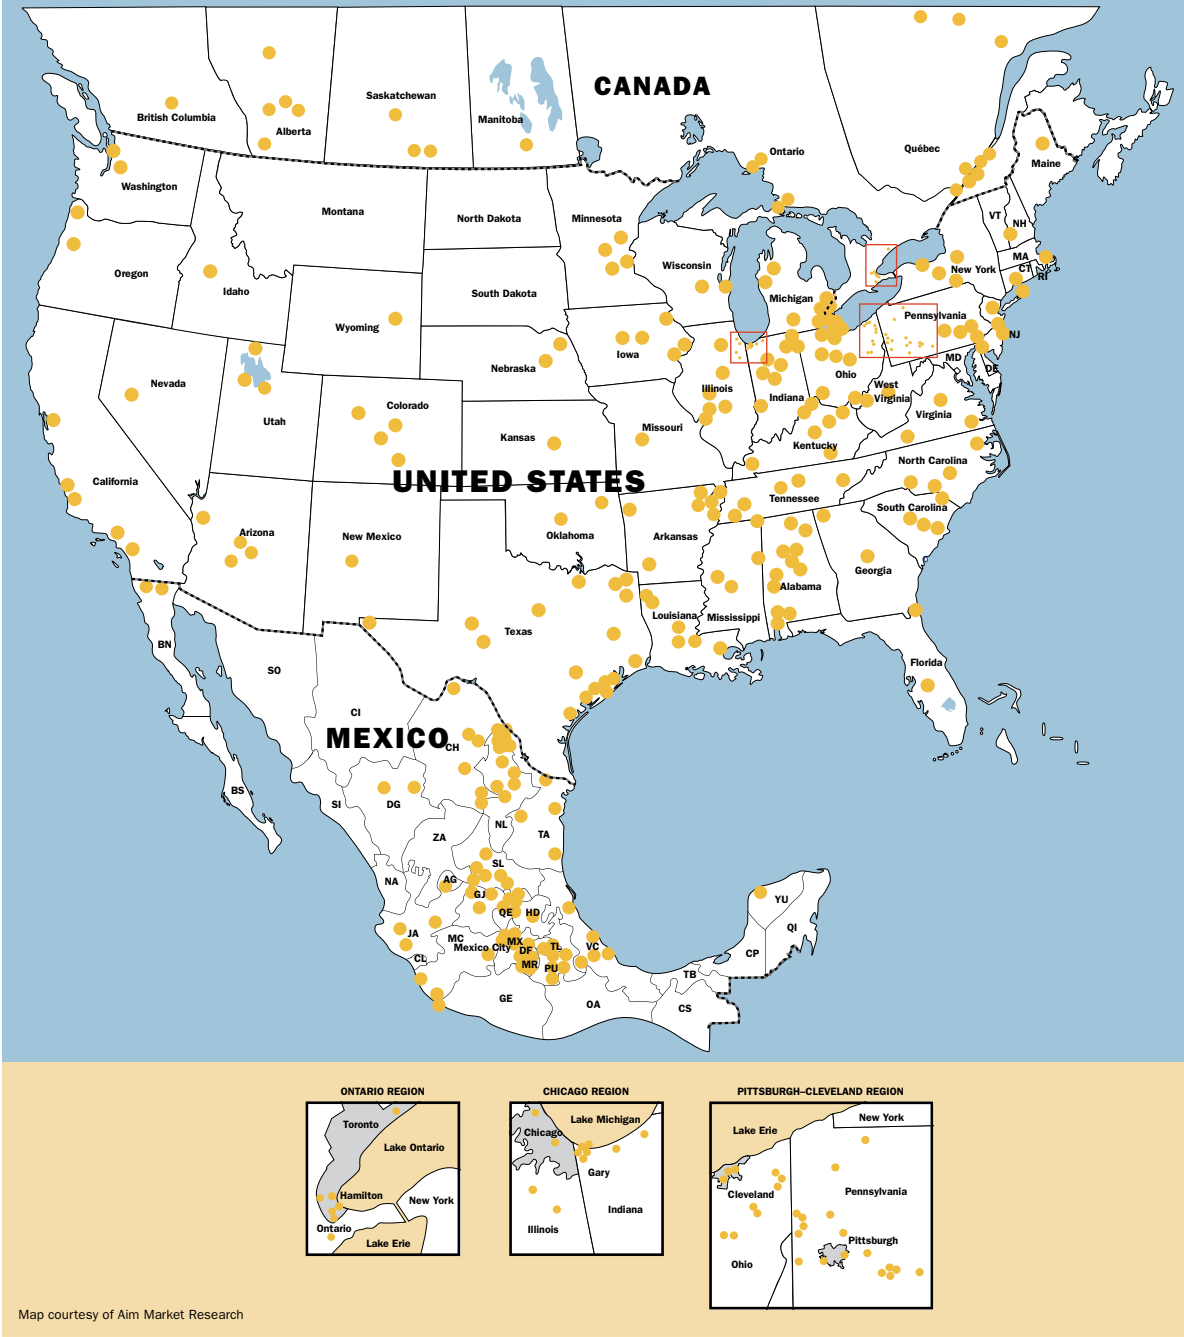 CANADA
Saskatchewan
British Columbia
Alberta
Manitoba
Ontario
Québec
Maine
Washington
Montana
North Dakota
Minnesota
VT
NH
Oregon
Idaho
South Dakota
Wisconsin
Michigan
New York
MA
CT
RI
Wyoming
Nebraska
Iowa
Pennsylvania
NJ
MD
DE
Nevada
Utah
Colorado
Kansas
Missouri
Illinois
Indiana
Ohio
West
Virginia
Virginia
Kentucky
California
UNITED STATES
North Carolina
Tennessee
South Carolina
Arizona
New Mexico
Oklahoma
Arkansas
Georgia
Alabama
Mississippi
Louisiana
Texas
Florida
BN
SO
CI
MEXICO
CH
BS
SI
DG
NL
TA
ZA
SL
NA
AG
GJ
QE
HD
JA
MC
Mexico City
MX
DF
TL
VC
CL
MR
PU
GE
OA
YU
QI
CP
TB
CS
ONTARIO REGION
Toronto
Lake Ontario
Hamilton
New York
Ontario
Lake Erie
CHICAGO REGION
Lake Michigan
Chicago
Gary
Indiana
Illinois
PITTSBURGH–CLEVELAND REGION
New York
Lake Erie
Cleveland
Pennsylvania
Pittsburgh
Ohio
Map courtesy of Aim Market Research